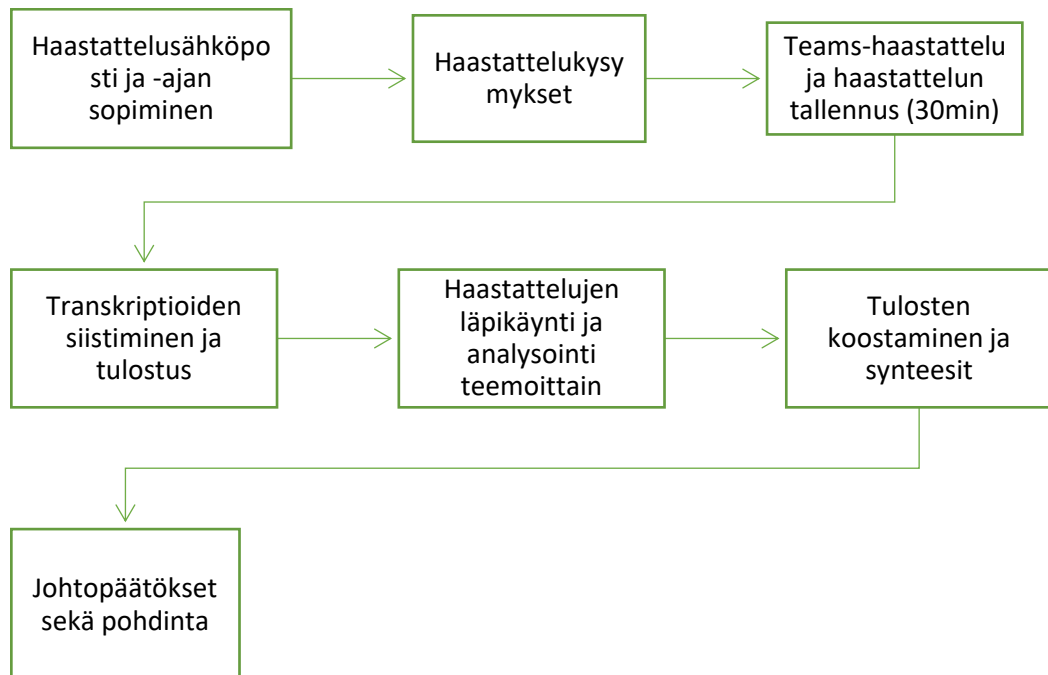 Haastattelusähköpo
sti ja -ajan
sopiminen
Haastattelukysy
mykset
Teams-haastattelu
ja haastattelun
tallennus (30min)
Transkriptioiden
siistiminen ja
tulostus
Haastattelujen
läpikäynti ja
analysointi
teemoittain
Tulosten
koostaminen ja
synteesit
Johtopäätökset
sekä pohdinta